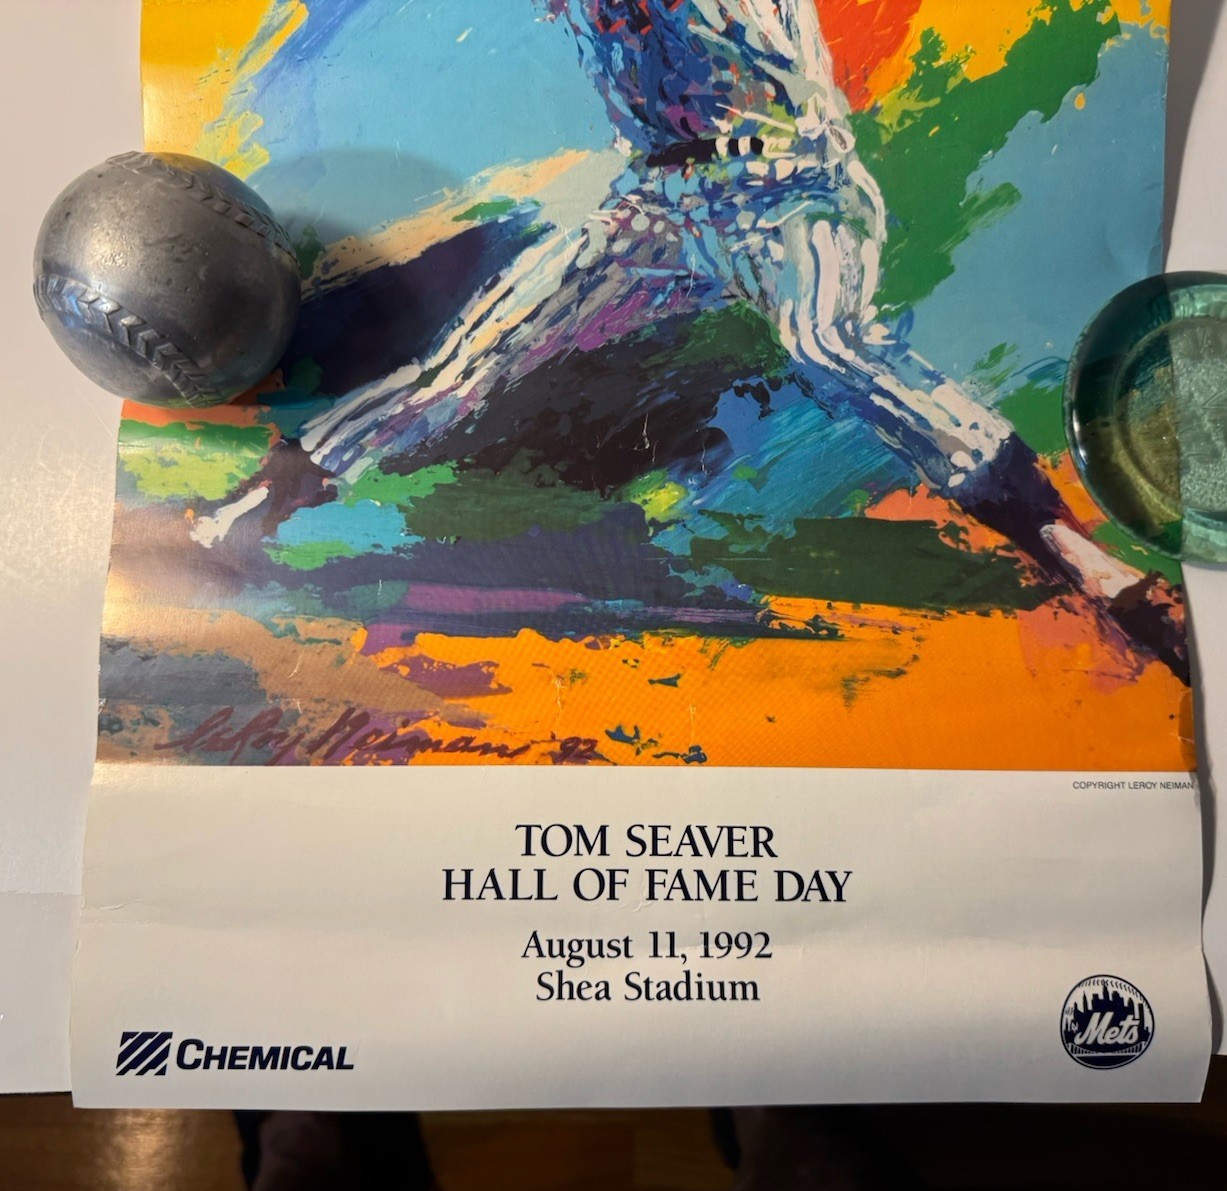 LeRoy Neiman '92
COPYRIGHT LEROY NEIMAN
TOM SEAVER
HALL OF FAME DAY
August 11, 1992
Shea Stadium
CHEMICAL
Mets